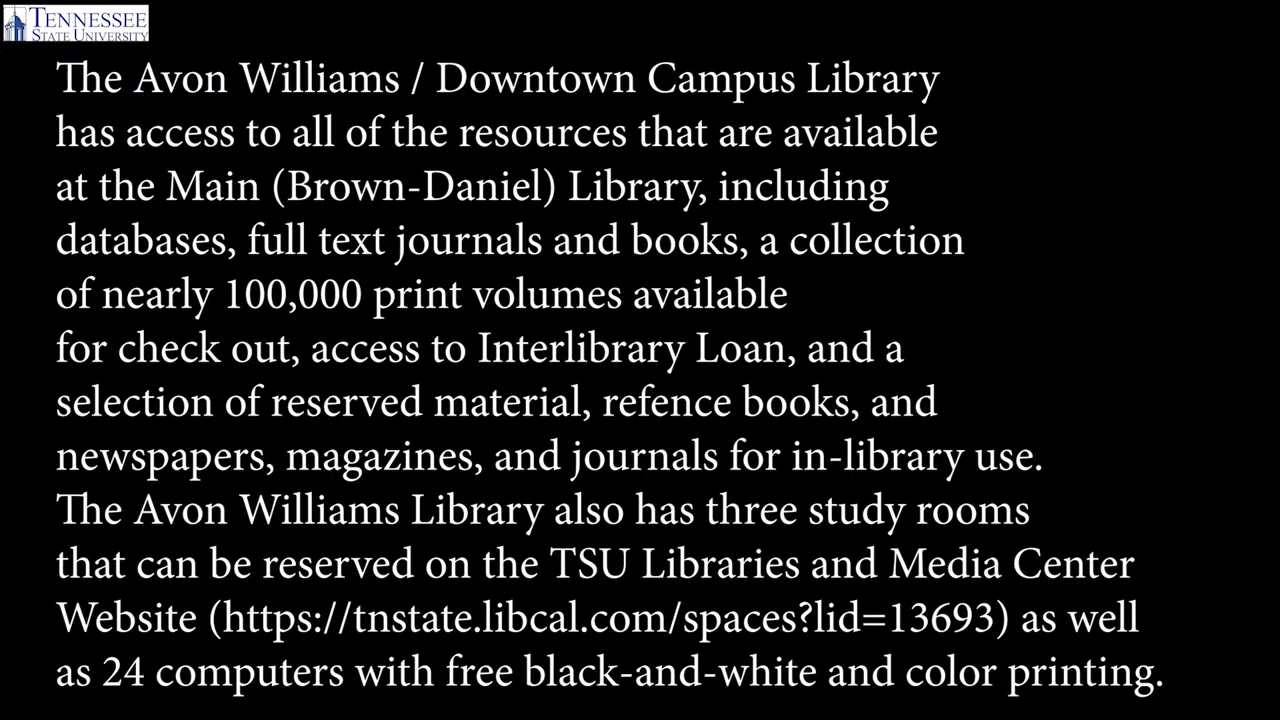 TENNESSEE
STATE UNIVERSITY
The Avon Williams / Downtown Campus Library
has access to all of the resources that are available
at the Main (Brown-Daniel) Library, including
databases, full text journals and books, a collection
of nearly 100,000 print volumes available
for check out, access to Interlibrary Loan, and a
selection of reserved material, refence books, and
newspapers, magazines, and journals for in-library use.
The Avon Williams Library also has three study rooms
that can be reserved on the TSU Libraries and Media Center
Website (https://tnstate.libcal.com/spaces?lid=13693) as well
as 24 computers with free black-and-white and color printing.